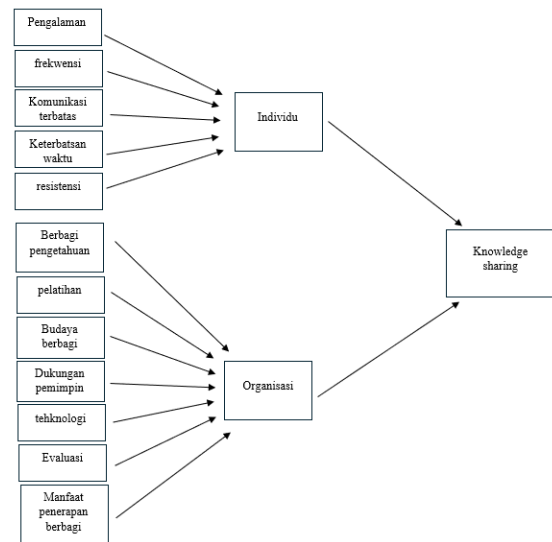 Pengalaman
frekwensi
Komunikasi
terbatas
Keterbatsan
waktu
resistensi
Individu
Berbagi
pengetahuan
pelatihan
Budaya
berbagi
Dukungan
pemimpin
tehknologi
Evaluasi
Manfaat
penerapan
berbagi
Organisasi
Knowledge
sharing